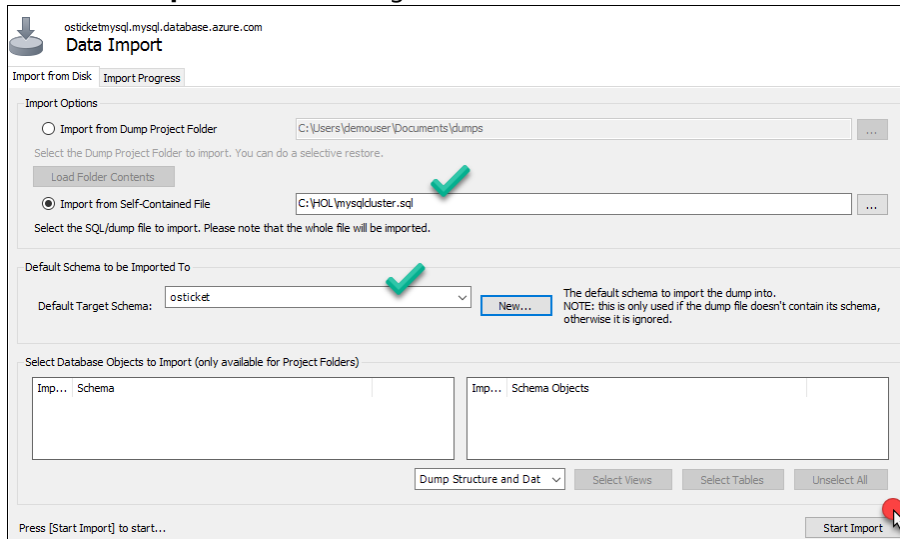 osticketmysql.mysql.database.azure.com
Data Import
Import from Disk Import Progress
Import Options
Import from Dump Project Folder C:\Users\demouser\Documents\dumps ...
Select the Dump Project Folder to import. You can do a selective restore.
Load Folder Contents
Import from Self-Contained File C:\HOL\mysqlcluster.sql ...
Select the SQL/dump file to import. Please note that the whole file will be imported.
Default Schema to be Imported To
Default Target Schema: osticket New...
The default schema to import the dump into.
NOTE: this is only used if the dump file doesn't contain its schema,
otherwise it is ignored.
Select Database Objects to Import (only available for Project Folders)
Imp... Schema Imp... Schema Objects
Dump Structure and Dat Select Views Select Tables Unselect All
Press [Start Import] to start... Start Import